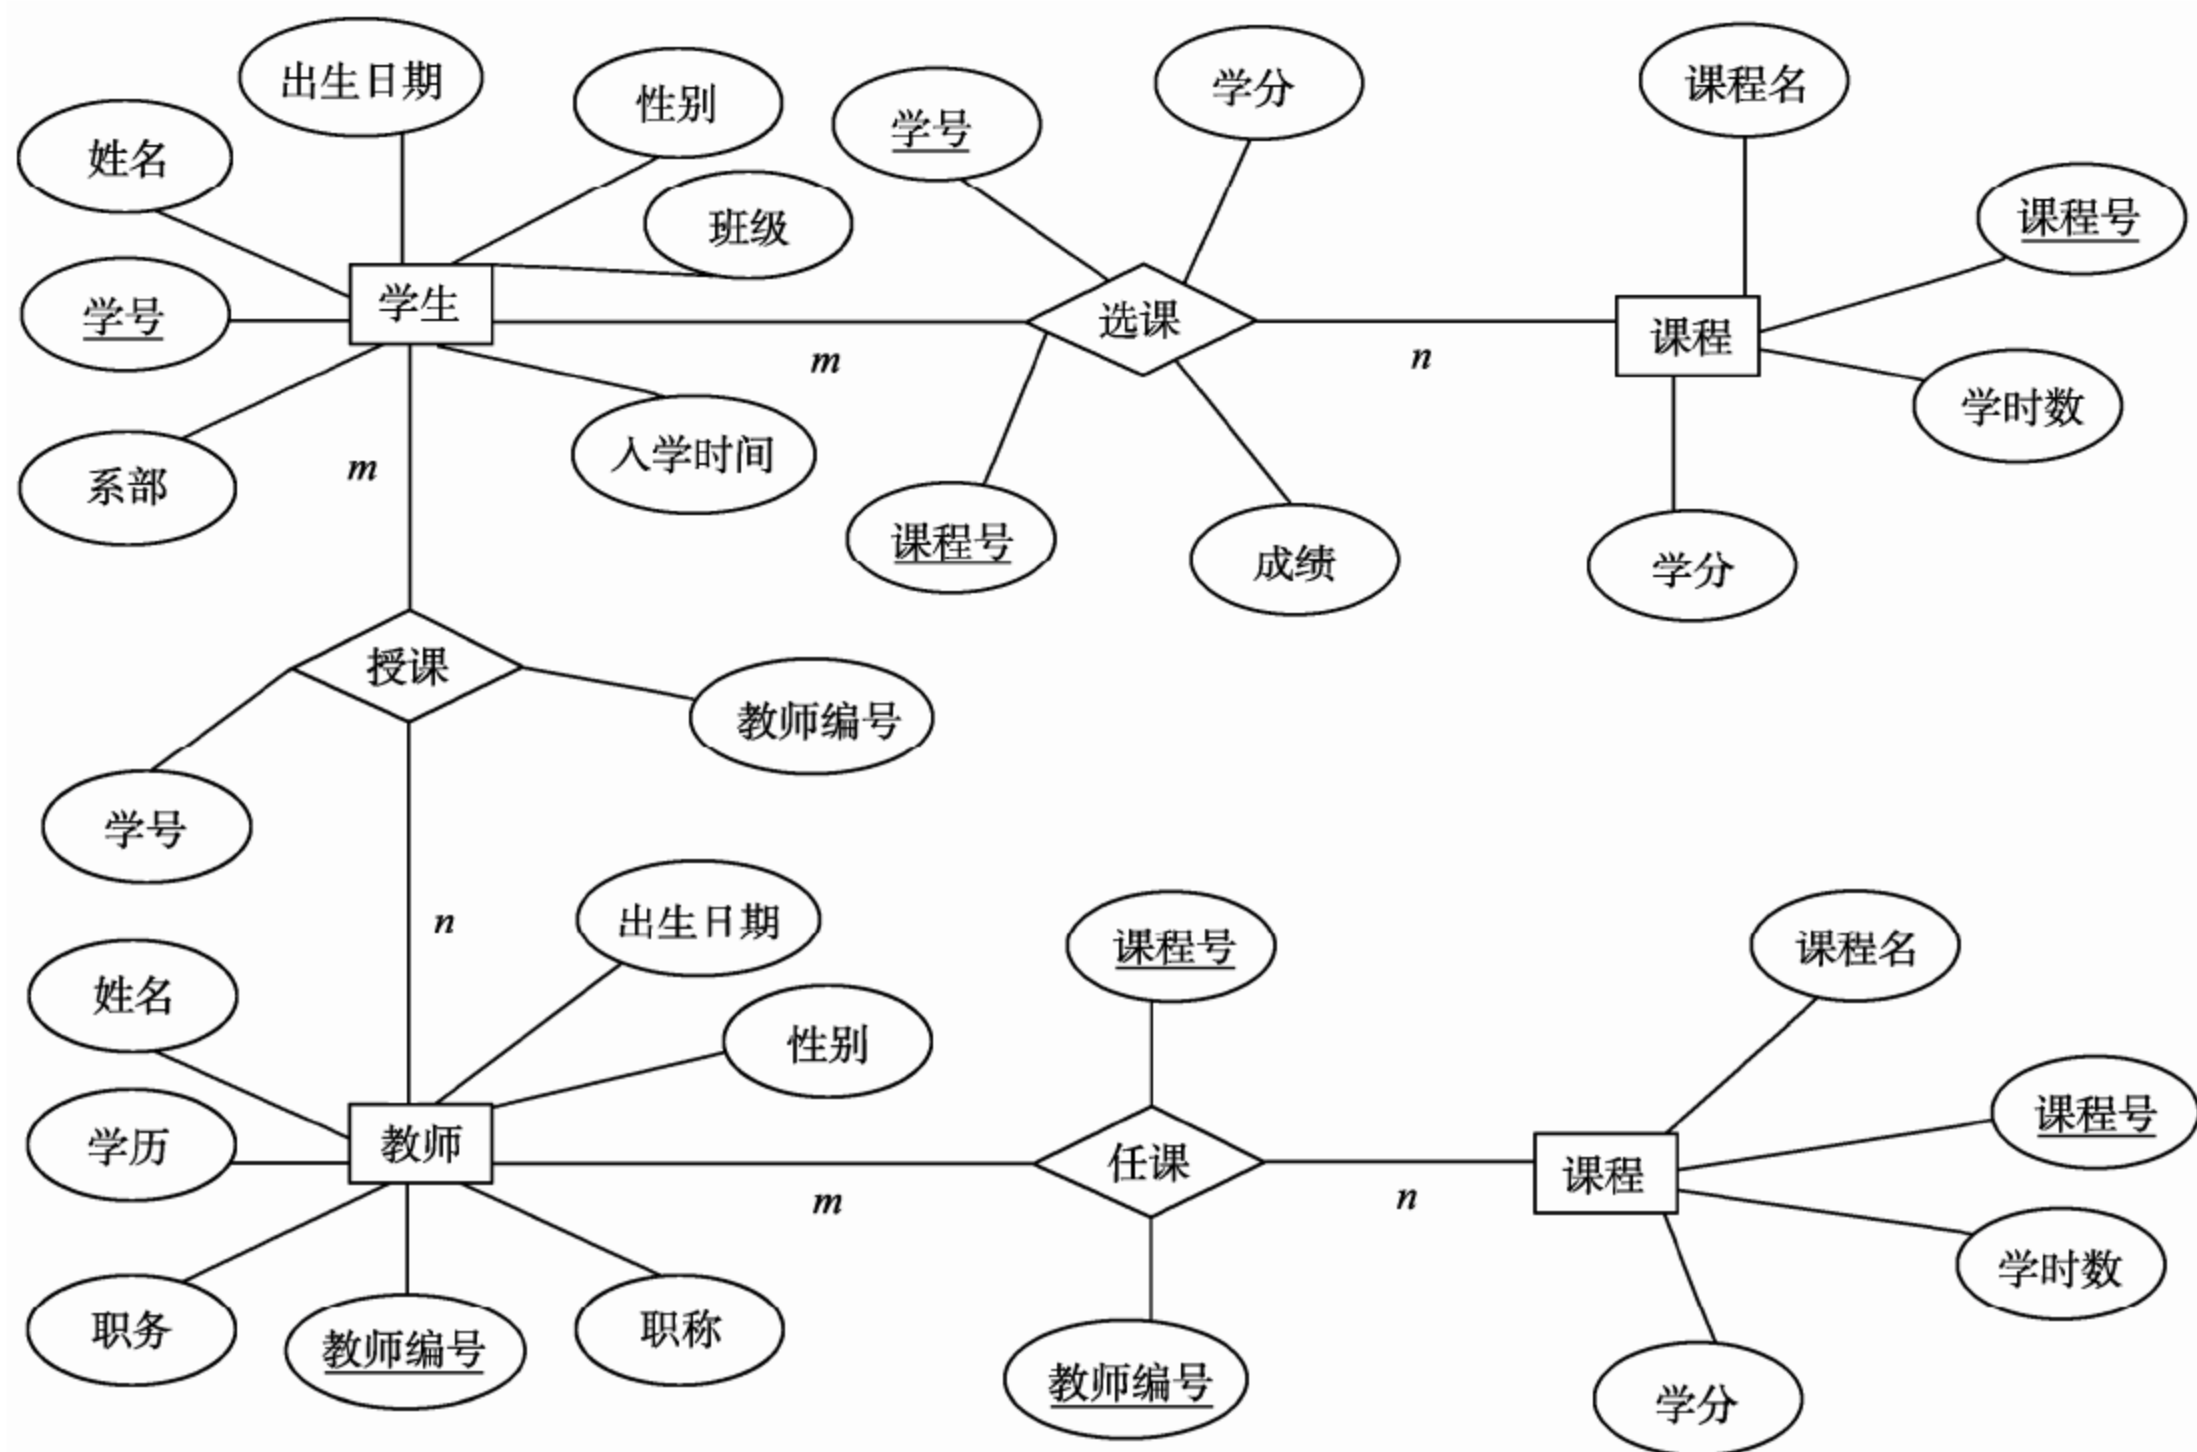 出生日期
性别
姓名
班级
学号
学生
系部
入学时间
m
学号
学分
选课
课程号
成绩
m
n
课程名
课程号
课程
学时数
学分
授课
教师编号
学号
n
出生日期
性别
姓名
学历
教师
职务
教师编号
职称
m
课程号
任课
教师编号
n
课程名
课程号
课程
学时数
学分